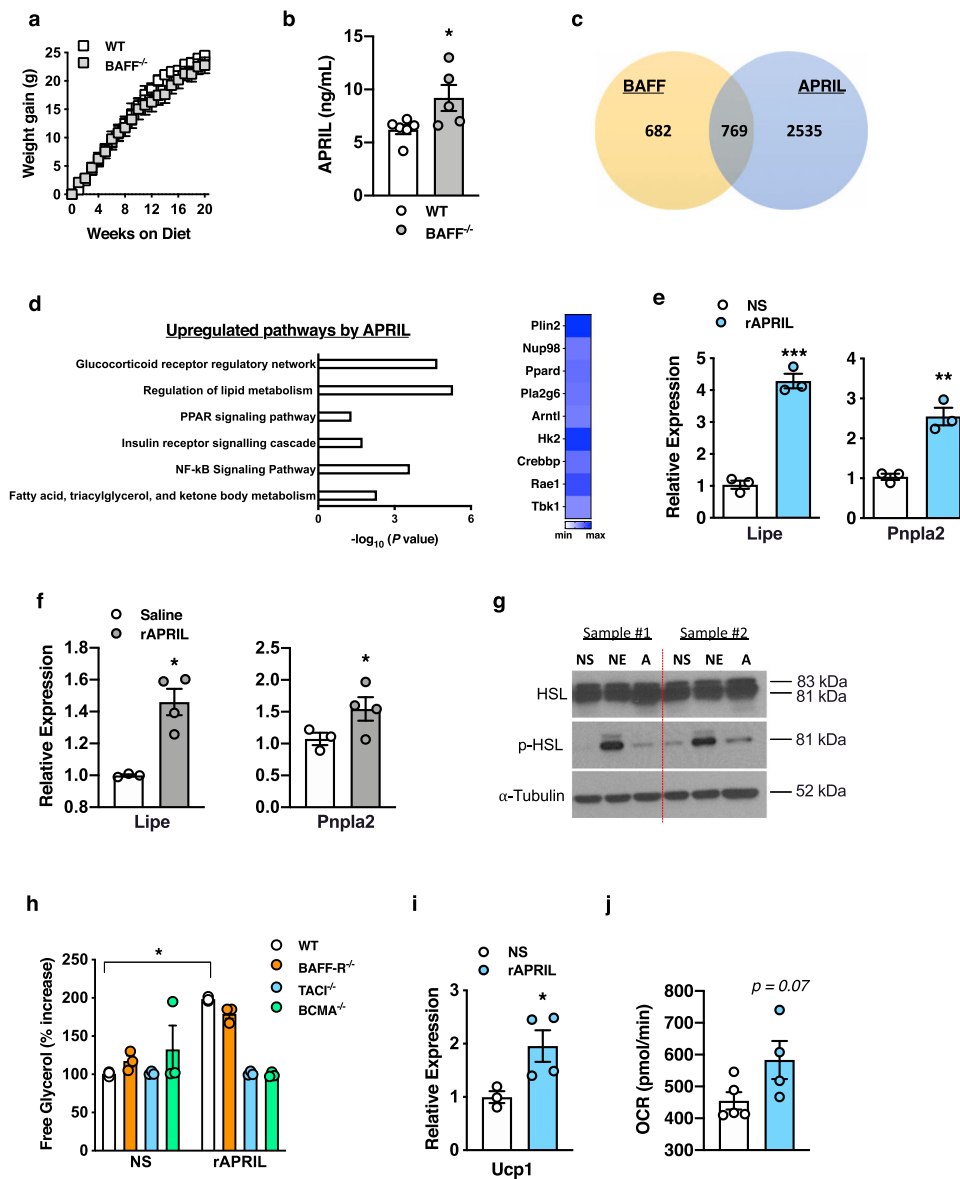 a
WT
BAFF-/-
Weight gain (g)
25
20
15
10
5
0
0 4 8 12 16 20
Weeks on Diet
b
*
APRIL (ng/mL)
15
10
5
0
WT
BAFF-/-
c
BAFF
APRIL
682
769
2535
d
Upregulated pathways by APRIL
Glucocorticoid receptor regulatory network
Regulation of lipid metabolism
PPAR signaling pathway
Insulin receptor signalling cascade
NF-kB Signaling Pathway
Fatty acid, triacylglycerol, and ketone body metabolism
0 3 6
-log10 (P value)
Plin2
Nup98
Ppard
Pla2g6
Arntl
Hk2
Crebbp
Rae1
Tbk1
min max
e
NS
rAPRIL
Relative Expression
5
4
3
2
1
0
***
Lipe
4
3
2
1
0
**
Pnpla2
f
Saline
rAPRIL
Relative Expression
1.8
1.6
1.4
1.2
1.0
0.8
*
Lipe
2.5
2.0
1.5
1.0
0.5
0.0
*
Pnpla2
g
Sample #1 Sample #2
NS NE A NS NE A
HSL
83 kDa
81 kDa
p-HSL
81 kDa
α-Tubulin
52 kDa
h
WT
BAFF-R-/-
TACI-/-
BCMA-/-
*
Free Glycerol (% increase)
250
200
150
100
50
0
NS rAPRIL
i
NS
rAPRIL
Relative Expression
3
2
1
0
*
Ucp1
j
p = 0.07
OCR (pmol/min)
800
700
600
500
400
300